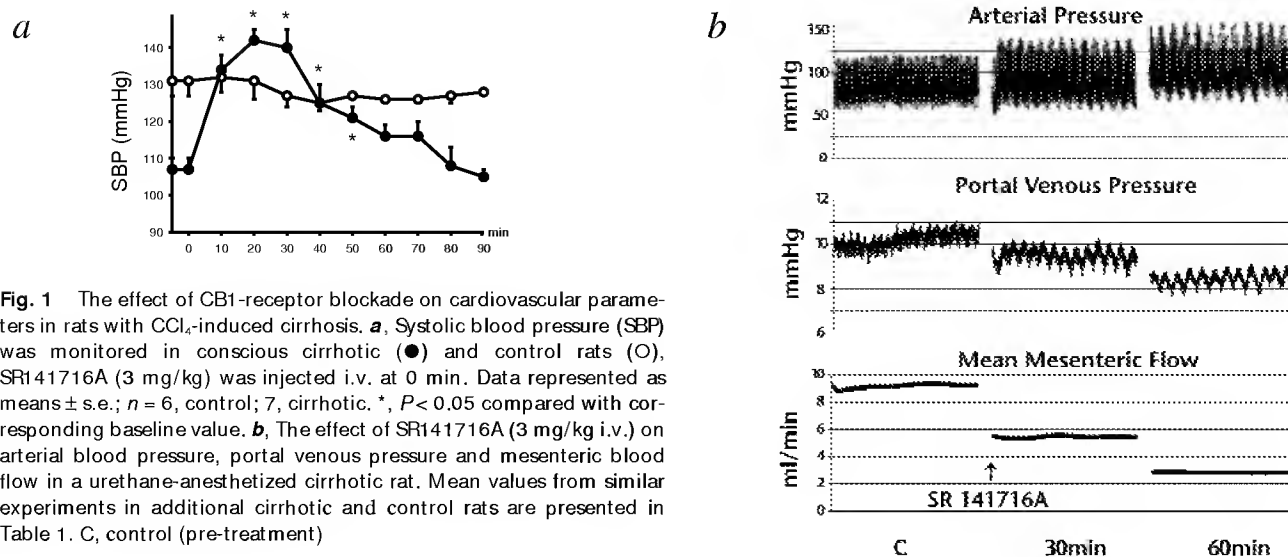 a
SBP (mmHg)
140
130
120
110
100
90
* * * * *
0 10 20 30 40 50 60 70 80 90 min
Fig. 1 The effect of CB1-receptor blockade on cardiovascular parame-
ters in rats with CCl₄-induced cirrhosis. a, Systolic blood pressure (SBP)
was monitored in conscious cirrhotic (●) and control rats (○),
SR141716A (3 mg/kg) was injected i.v. at 0 min. Data represented as
means ± s.e.; n = 6, control; 7, cirrhotic. *, P < 0.05 compared with cor-
responding baseline value. b, The effect of SR141716A (3 mg/kg i.v.) on
arterial blood pressure, portal venous pressure and mesenteric blood
flow in a urethane-anesthetized cirrhotic rat. Mean values from similar
experiments in additional cirrhotic and control rats are presented in
Table 1. C, control (pre-treatment)
b
Arterial Pressure
mmHg
150
100
50
0
Portal Venous Pressure
mmHg
12
10
8
6
Mean Mesenteric Flow
ml/min
10
8
6
4
2
0
↑
SR 141716A
C 30min 60min